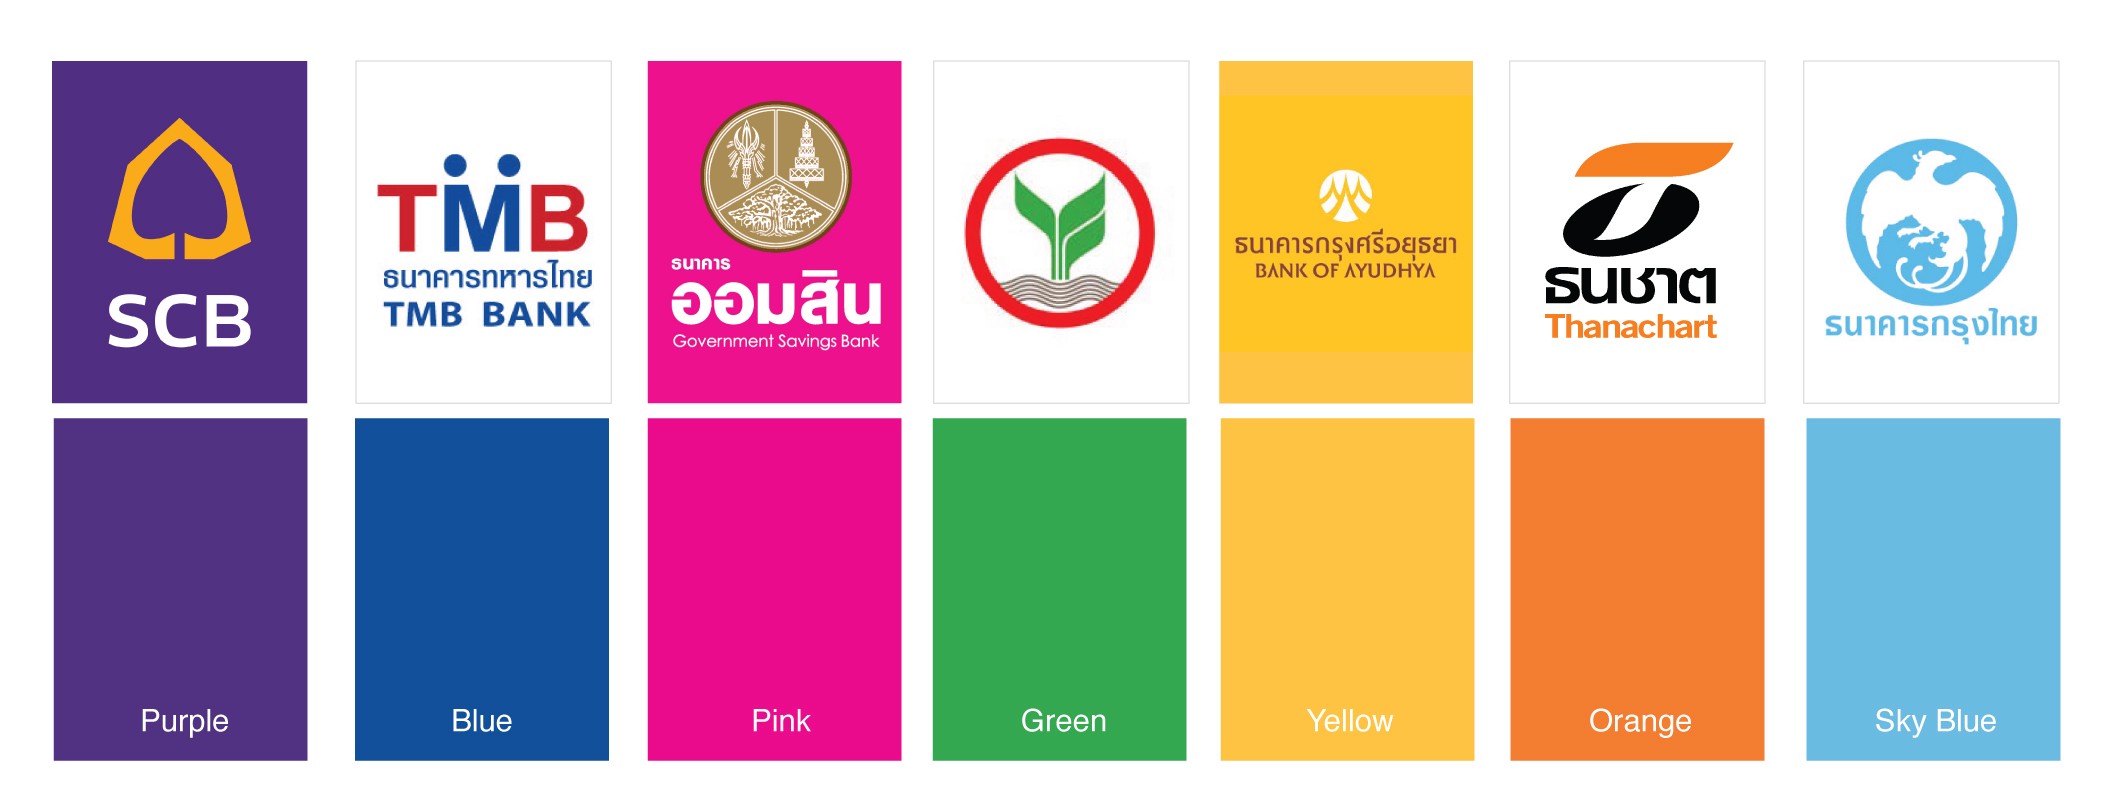 SCB
TMB
ธนาคารทหารไทย
TMB BANK
ธนาคาร
ออมสิน
Government Savings Bank
ธนาคารกรุงศรีอยุธยา
BANK OF AYUDHYA
ธนชาต
Thanachart
ธนาคารกรุงไทย
Purple
Blue
Pink
Green
Yellow
Orange
Sky Blue